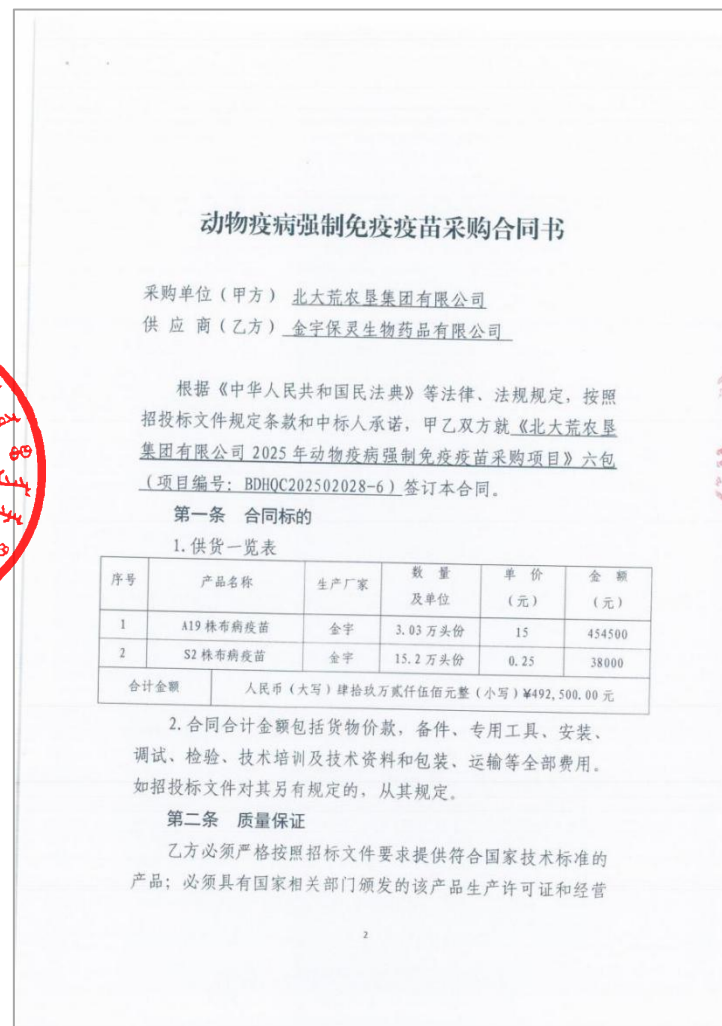 动物疫病强制免疫疫苗采购合同书
采购单位（甲方） 北大荒农垦集团有限公司
供 应 商（乙方） 金宇保灵生物药品有限公司
根据《中华人民共和国民法典》等法律、法规规定，按照
招投标文件规定条款和中标人承诺，甲乙双方就《北大荒农垦
集团有限公司 2025 年动物疫病强制免疫疫苗采购项目》六包
（项目编号：BDHQC202502028-6）签订本合同。
第一条 合同标的
1.供货一览表
序号 产品名称 生产厂家 数 量 及单位 单 价 （元） 金 额 （元）
1 A19 株布病疫苗 金宇 3.03 万头份 15 454500
2 S2 株布病疫苗 金宇 15.2 万头份 0.25 38000
合计金额 人民币（大写）肆拾玖万贰仟伍佰元整（小写）¥492,500.00 元
2.合同合计金额包括货物价款，备件、专用工具、安装、
调试、检验、技术培训及技术资料和包装、运输等全部费用。
如招投标文件对其另有规定的，从其规定。
第二条 质量保证
乙方必须严格按照招标文件要求提供符合国家技术标准的
产品；必须具有国家相关部门颁发的该产品生产许可证和经营
2